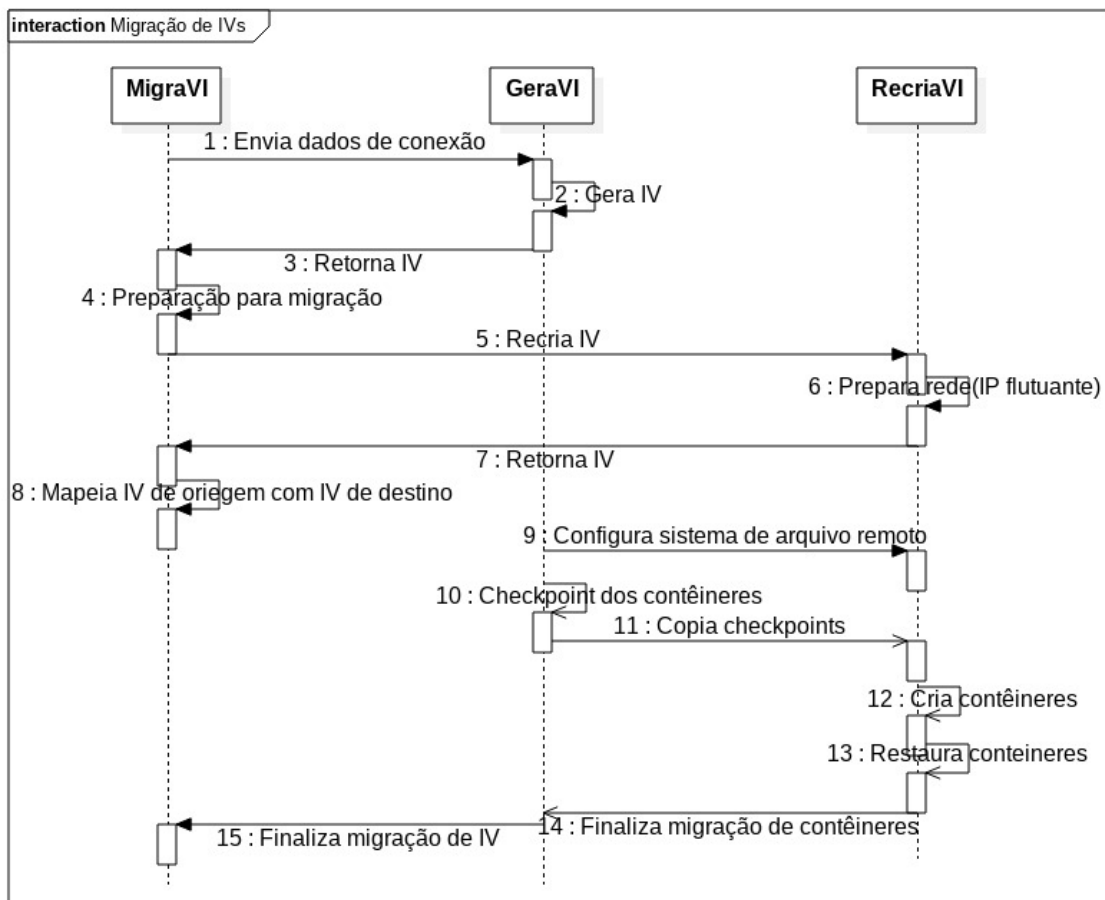 interaction Migração de IVs
MigraVI
GeraVI
RecriaVI
1 : Envia dados de conexão
2 : Gera IV
3 : Retorna IV
4 : Preparação para migração
5 : Recria IV
6 : Prepara rede(IP flutuante)
7 : Retorna IV
8 : Mapeia IV de oriegem com IV de destino
9 : Configura sistema de arquivo remoto
10 : Checkpoint dos contêineres
11 : Copia checkpoints
12 : Cria contêineres
13 : Restaura conteineres
14 : Finaliza migração de contêineres
15 : Finaliza migração de IV